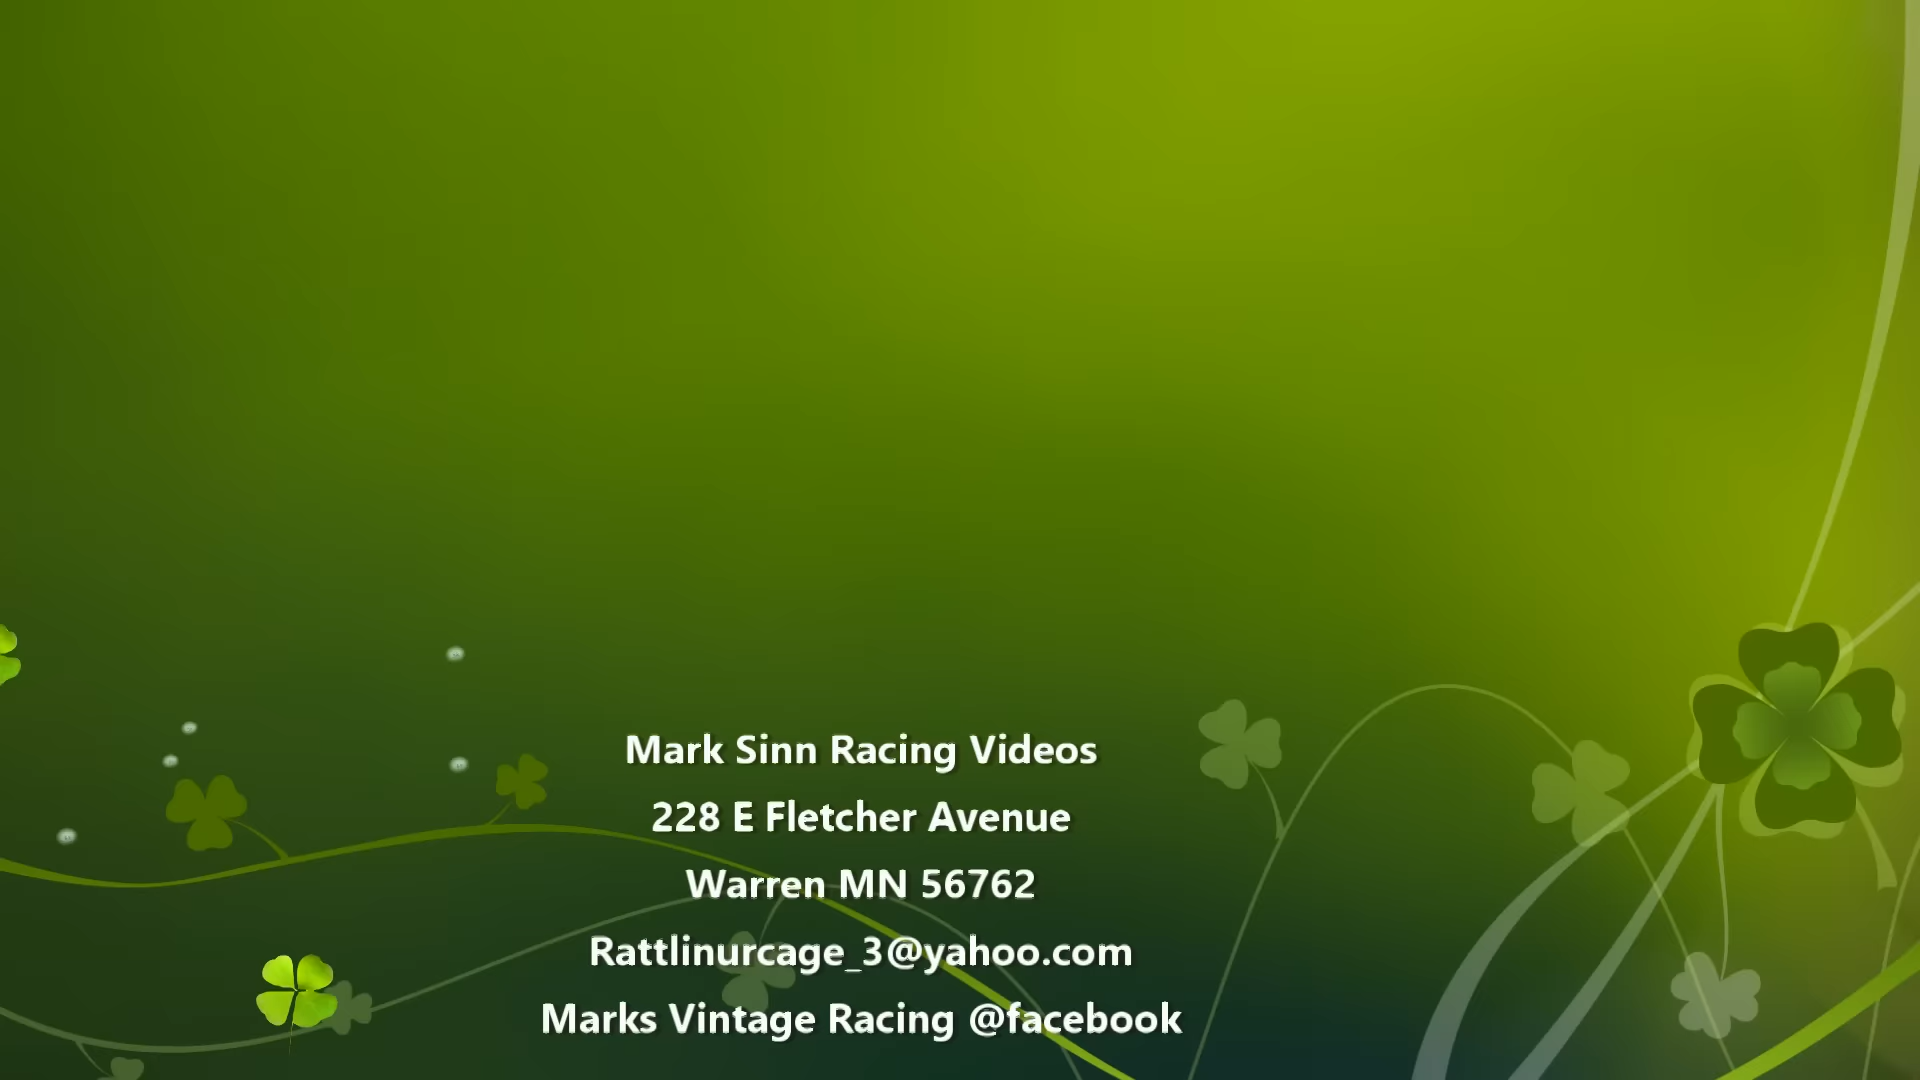 Mark Sinn Racing Videos
228 E Fletcher Avenue
Warren MN 56762
Rattlinurcage_3@yahoo.com
Marks Vintage Racing @facebook